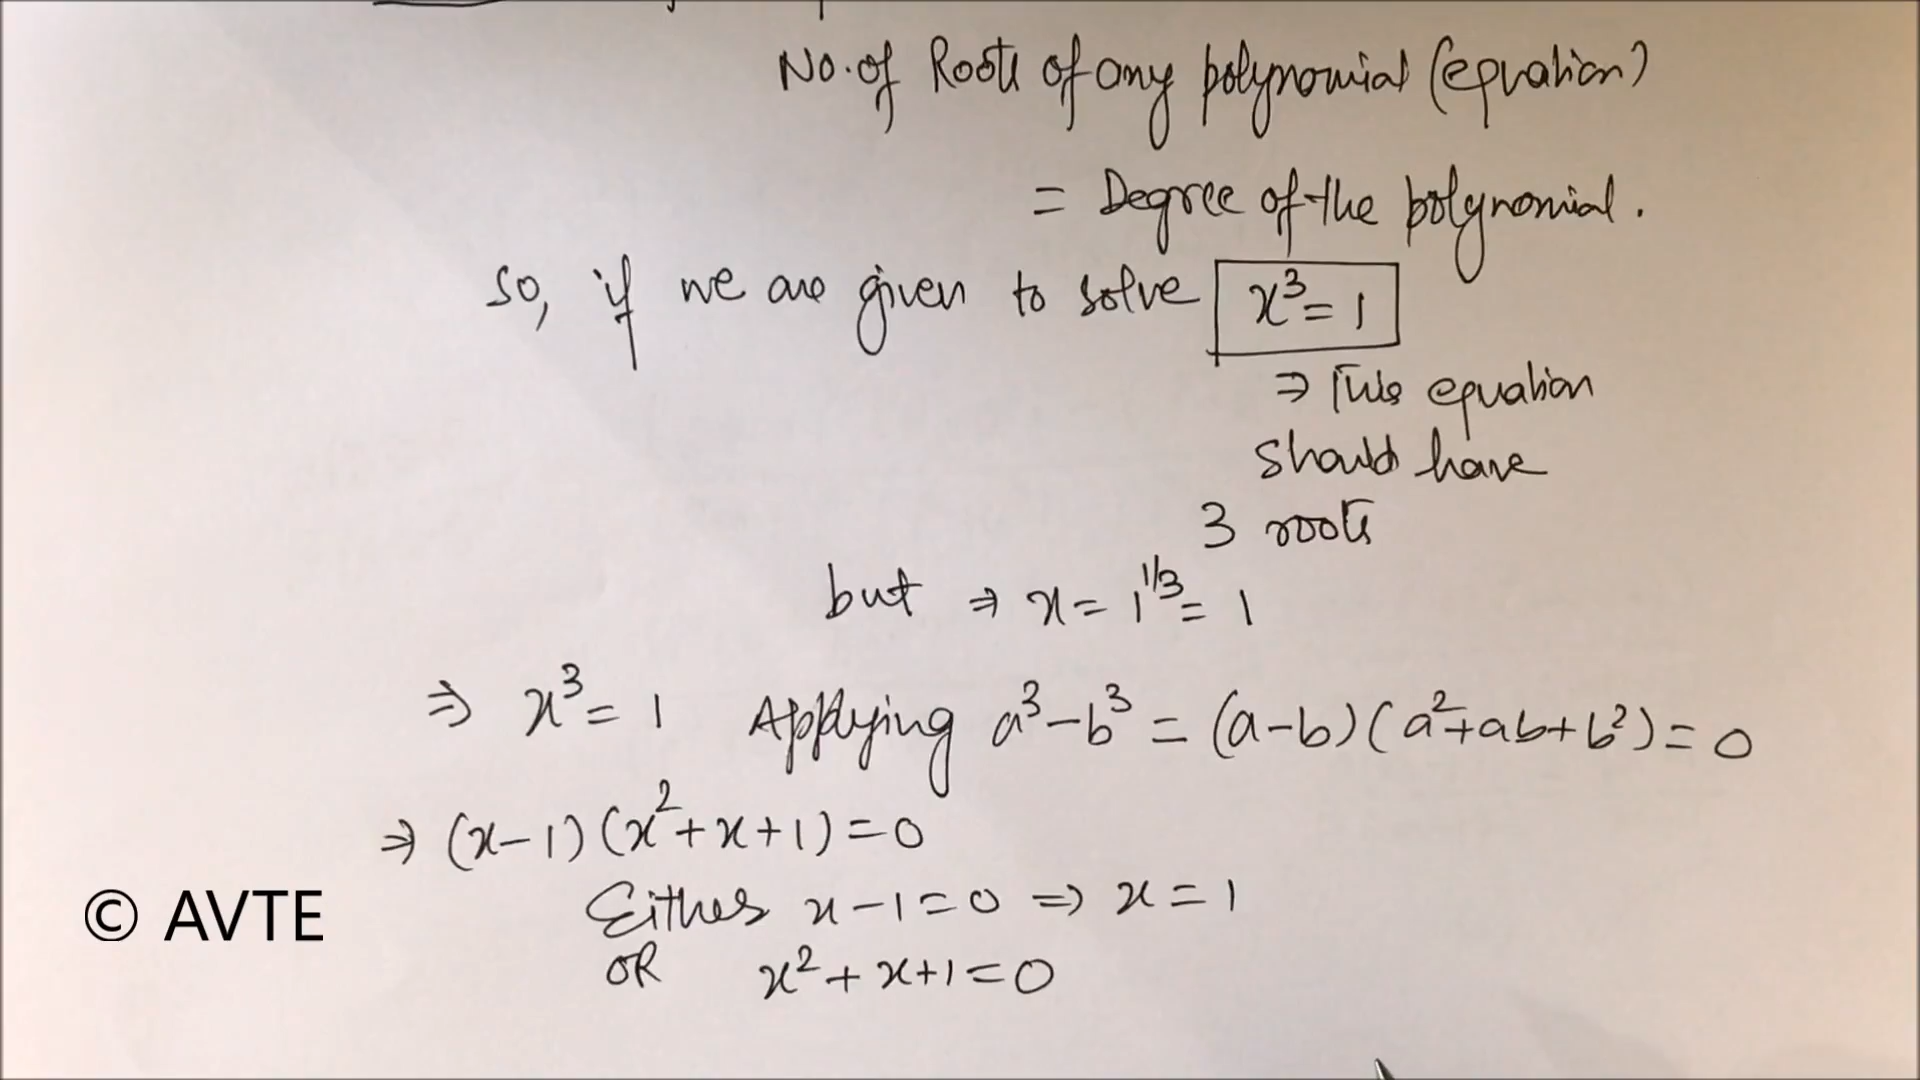 No. of Roots of any polynomial (equation)
= Degree of the polynomial.
So, if we are given to solve x³ = 1
⇒ This equation
should have
3 roots
but ⇒ x = 1^{1/3} = 1
⇒ x³ = 1 Applying a³-b³ = (a-b)(a²+ab+b²) = 0
⇒ (x-1)(x²+x+1) = 0
Either x-1=0 ⇒ x = 1
OR x²+x+1=0
© AVTE